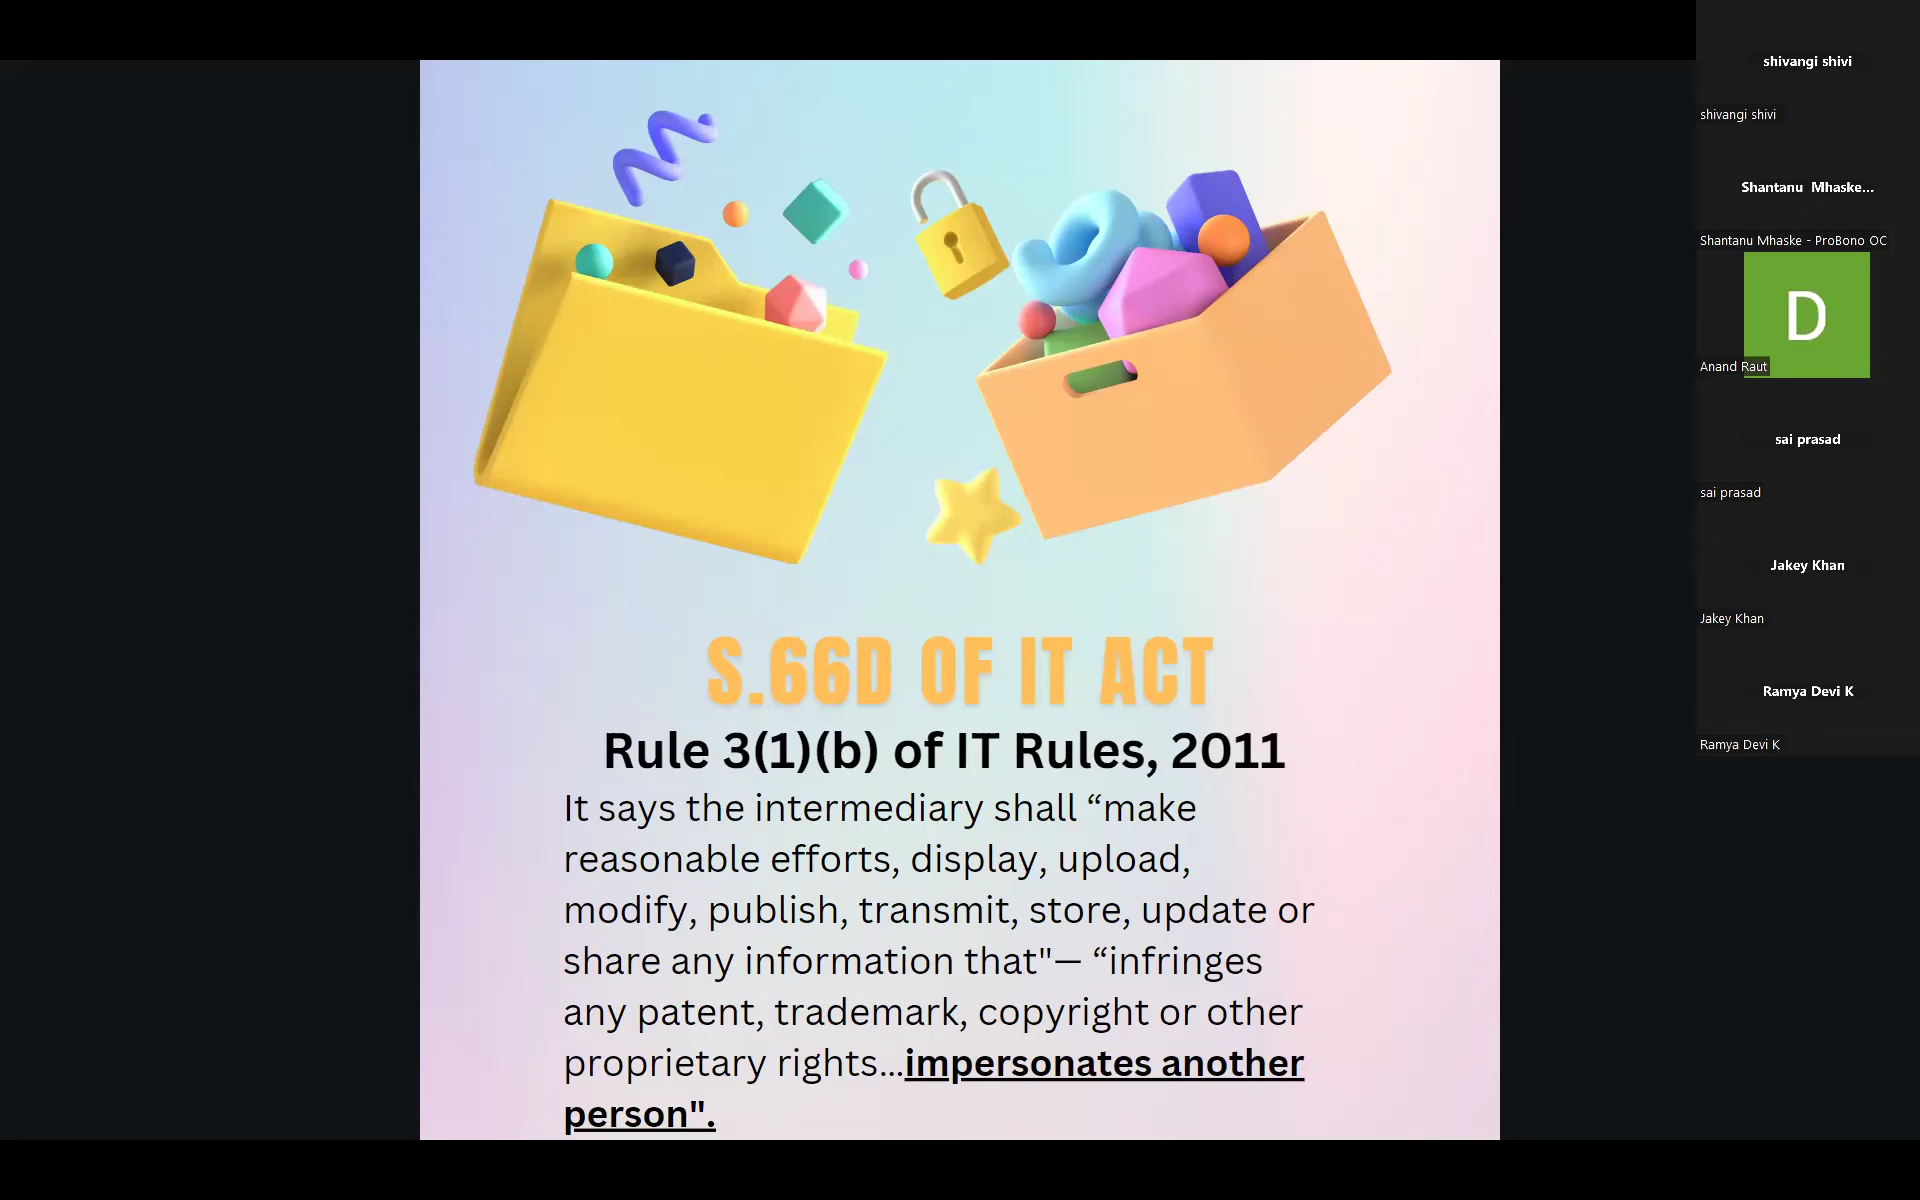 S.66D OF IT ACT
Rule 3(1)(b) of IT Rules, 2011
It says the intermediary shall “make
reasonable efforts, display, upload,
modify, publish, transmit, store, update or
share any information that"— “infringes
any patent, trademark, copyright or other
proprietary rights...impersonates another
person".
shivangi shivi
shivangi shivi
Shantanu Mhaske...
Shantanu Mhaske - ProBono OC
D
Anand Raut
sai prasad
sai prasad
Jakey Khan
Jakey Khan
Ramya Devi K
Ramya Devi K